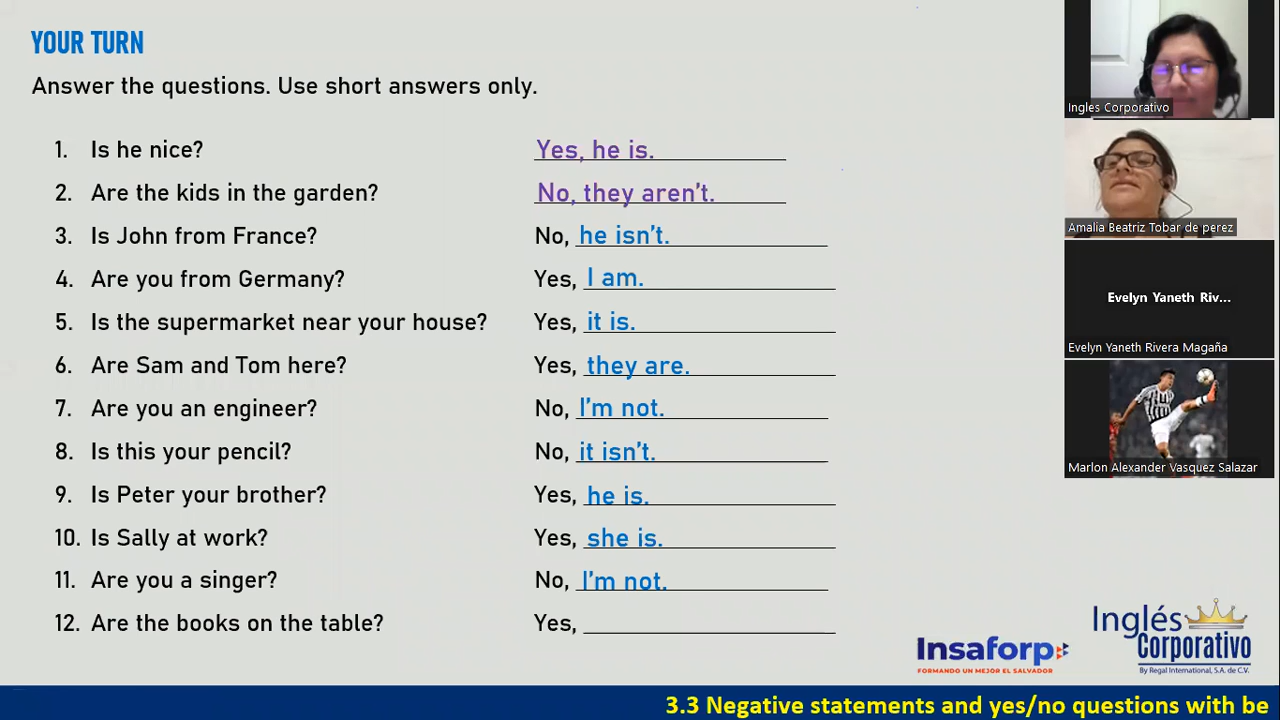 YOUR TURN
Answer the questions. Use short answers only.
1. Is he nice? Yes, he is.
2. Are the kids in the garden? No, they aren't.
3. Is John from France? No, he isn't.
4. Are you from Germany? Yes, I am.
5. Is the supermarket near your house? Yes, it is.
6. Are Sam and Tom here? Yes, they are.
7. Are you an engineer? No, I'm not.
8. Is this your pencil? No, it isn't.
9. Is Peter your brother? Yes, he is.
10. Is Sally at work? Yes, she is.
11. Are you a singer? No, I'm not.
12. Are the books on the table? Yes,
Insaforp
FORMANDO UN MEJOR EL SALVADOR
Inglés
Corporativo
By Regal International, S.A. de C.V.
3.3 Negative statements and yes/no questions with be
Ingles Corporativo
Amalia Beatriz Tobar de perez
Evelyn Yaneth Riv...
Evelyn Yaneth Rivera Magaña
Marlon Alexander Vasquez Salazar